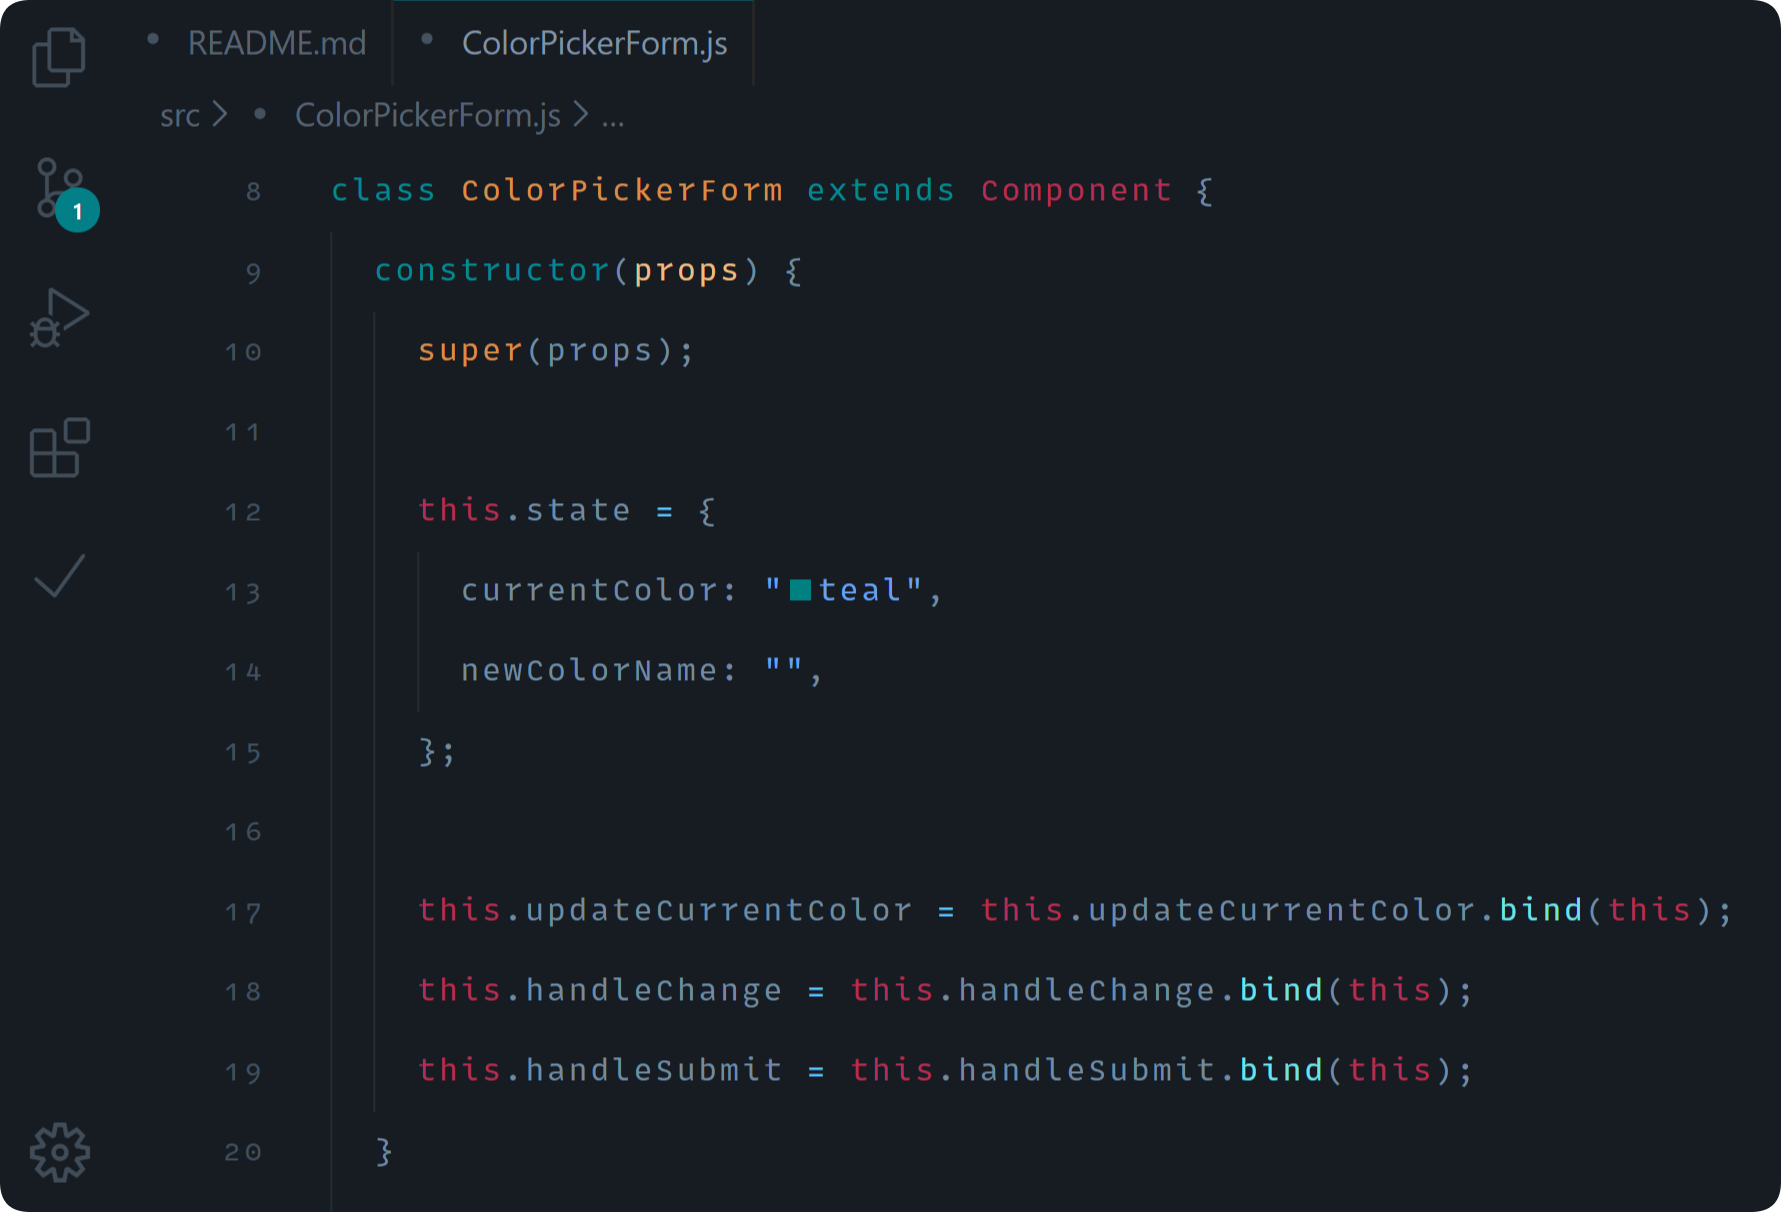 README.md ColorPickerForm.js
src > ColorPickerForm.js > ...
1
8 class ColorPickerForm extends Component {
9 constructor(props) {
10 super(props);
11
12 this.state = {
13 currentColor: "teal",
14 newColorName: "",
15 };
16
17 this.updateCurrentColor = this.updateCurrentColor.bind(this);
18 this.handleChange = this.handleChange.bind(this);
19 this.handleSubmit = this.handleSubmit.bind(this);
20 }